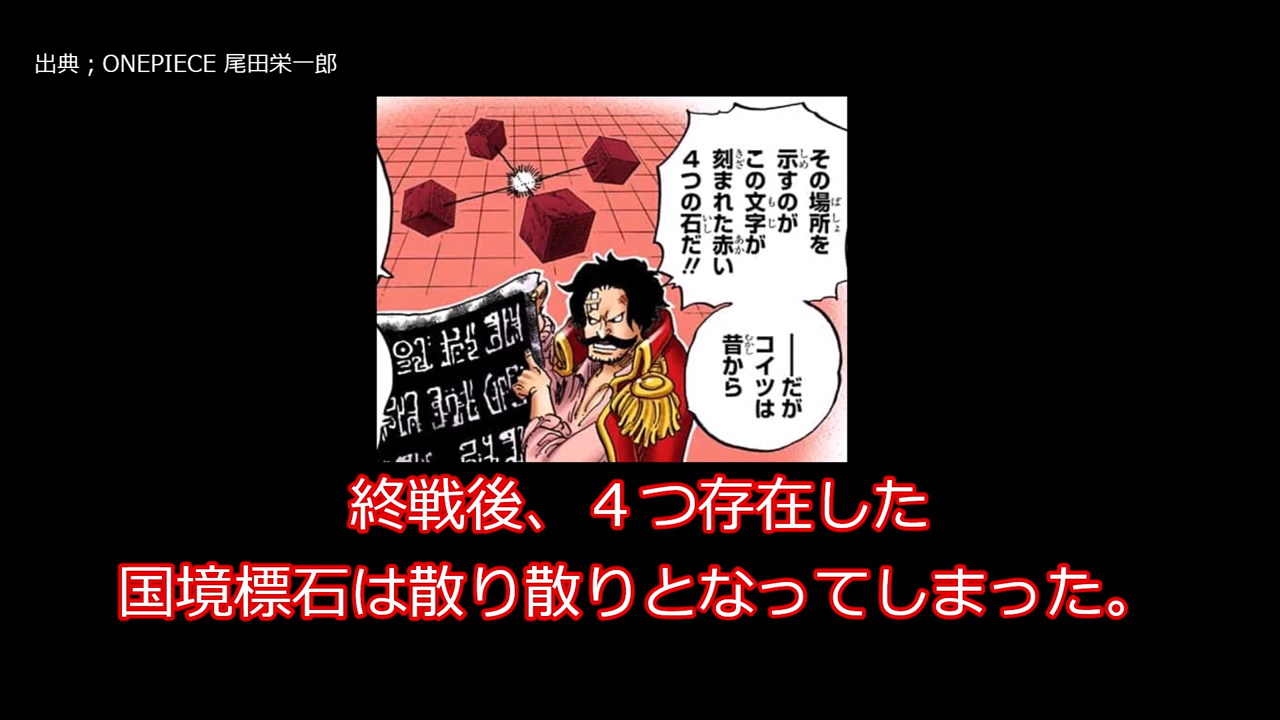 出典；ONEPIECE 尾田栄一郎
その場所を
示すのが
この文字が
刻まれた赤い
4つの石だ!!
──だが
コイツは
昔から
終戦後、４つ存在した
国境標石は散り散りとなってしまった。